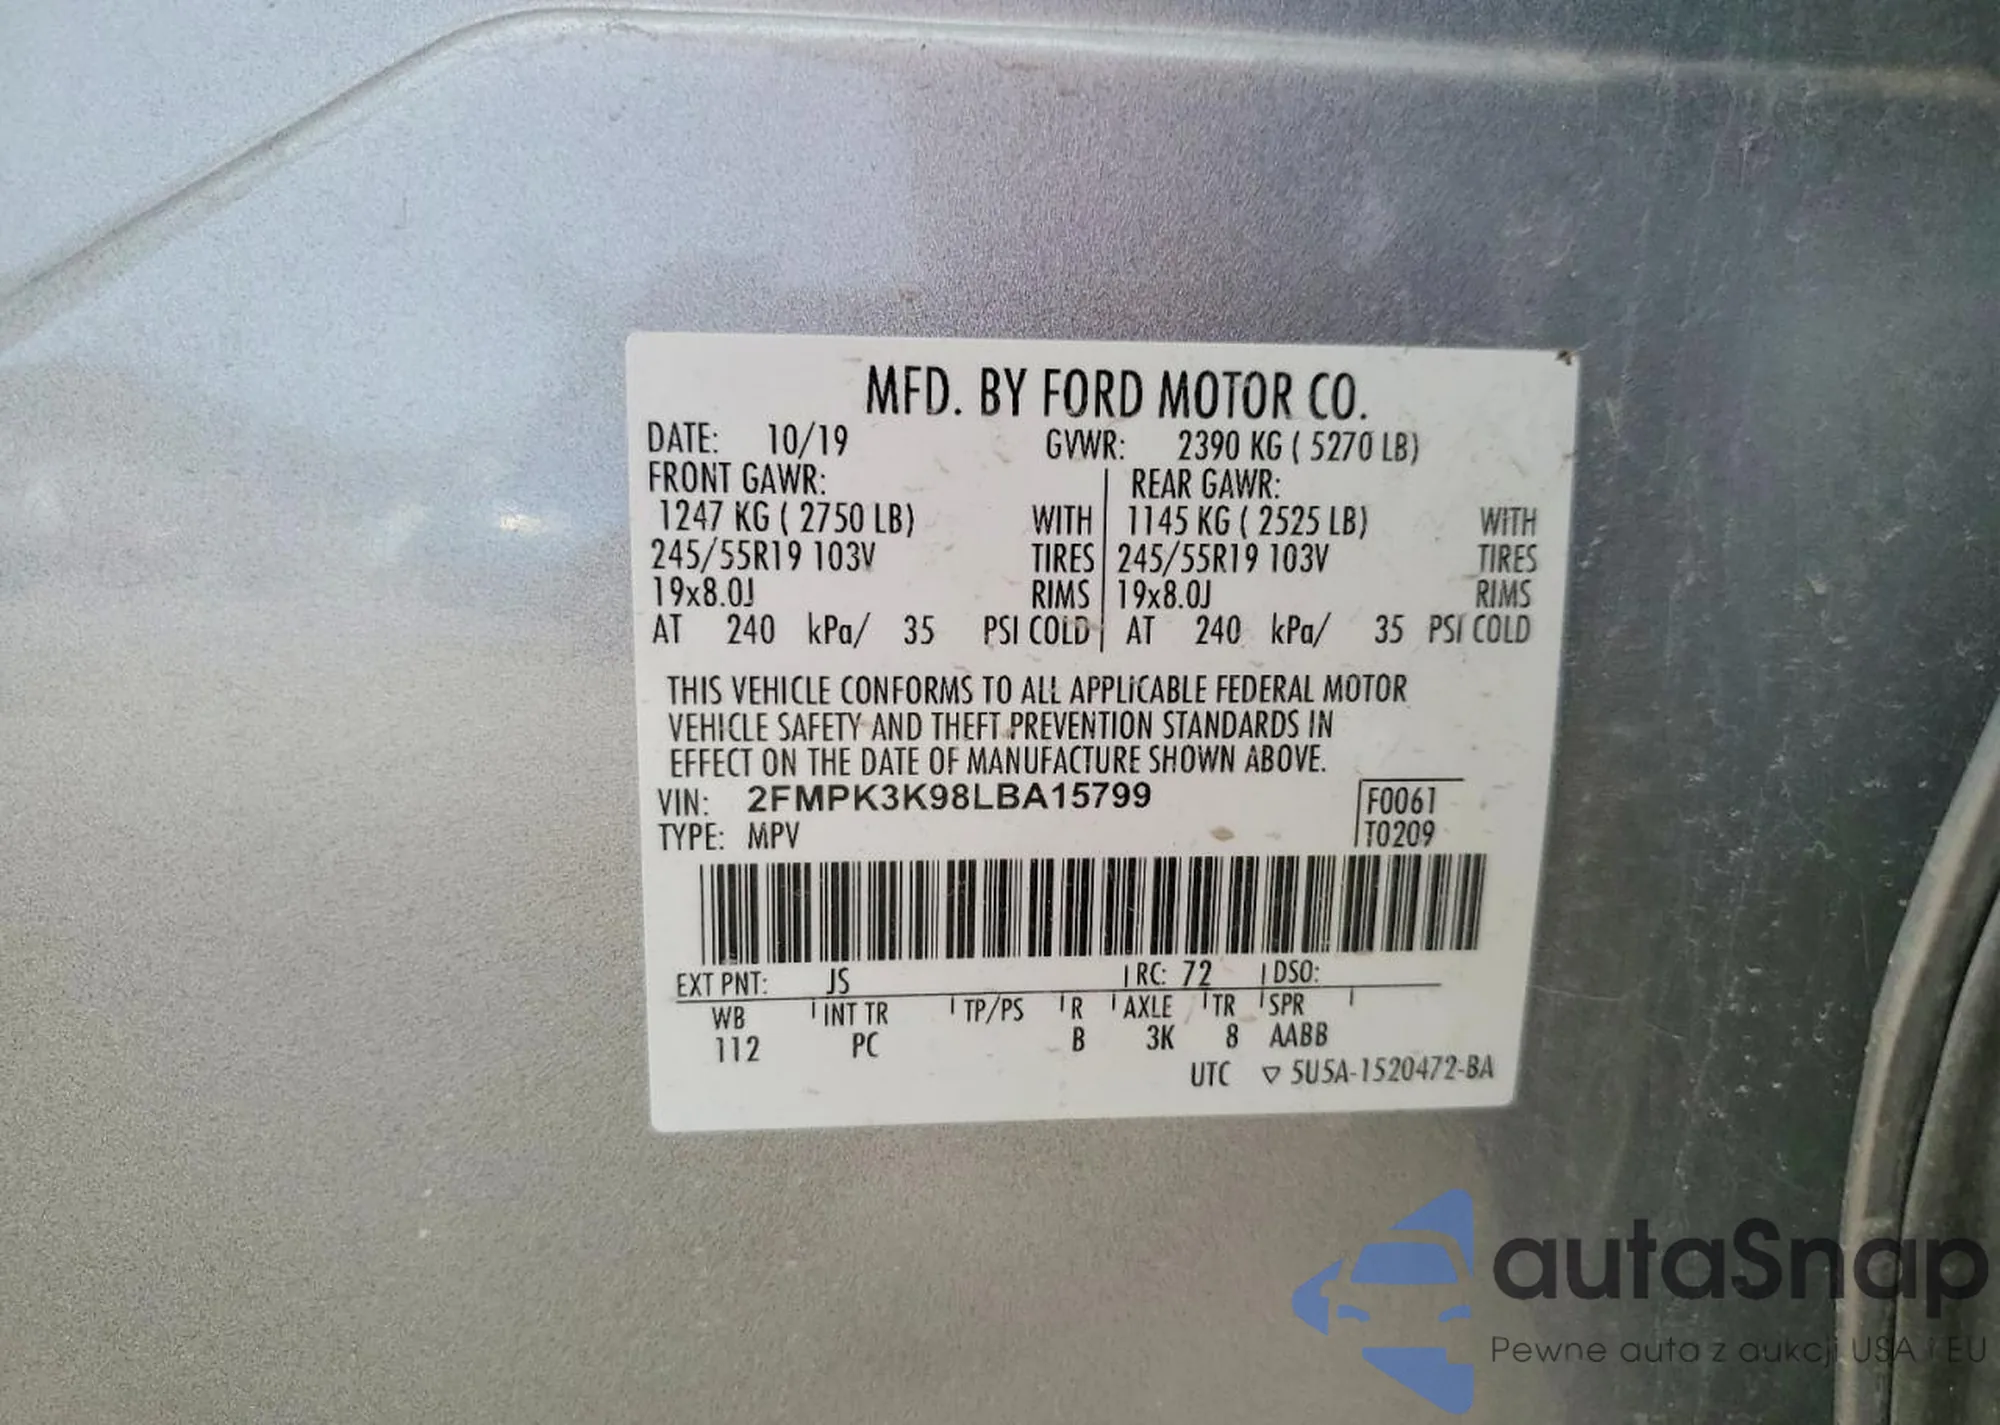 MFD. BY FORD MOTOR CO.
DATE: 10/19 GVWR: 2390 KG ( 5270 LB)
FRONT GAWR: REAR GAWR:
1247 KG ( 2750 LB) WITH 1145 KG ( 2525 LB) WITH
245/55R19 103V TIRES 245/55R19 103V TIRES
19x8.0J RIMS 19x8.0J RIMS
AT 240 kPa/ 35 PSI COLD AT 240 kPa/ 35 PSI COLD
THIS VEHICLE CONFORMS TO ALL APPLICABLE FEDERAL MOTOR
VEHICLE SAFETY AND THEFT PREVENTION STANDARDS IN
EFFECT ON THE DATE OF MANUFACTURE SHOWN ABOVE.
VIN: 2FMPK3K98LBA15799 F0061
TYPE: MPV T0209
EXT PNT: JS RC: 72 DSO:
WB INT TR TP/PS R AXLE TR SPR
112 PC B 3K 8 AABB
UTC ▽ 5U5A-1520472-BA
autaSnap
Pewne auta z aukcji USA i EU